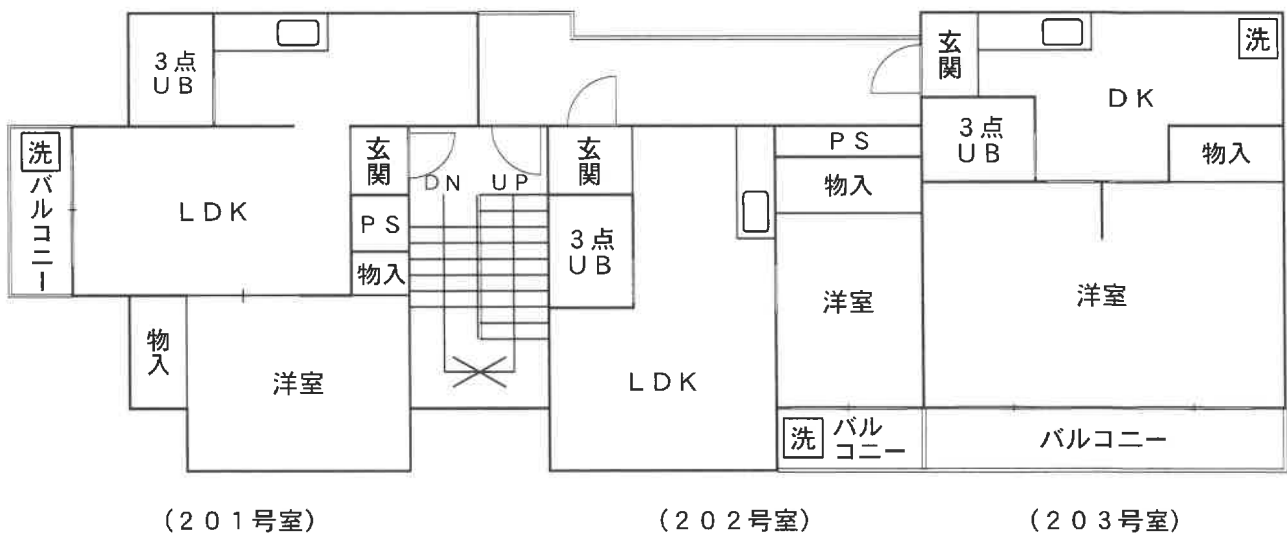 3点
UB
洗
バルコニー
LDK
玄関
PS
物入
物入
洋室
DN
UP
玄関
3点
UB
LDK
PS
物入
洋室
洗
バル
コニー
玄関
3点
UB
DK
洗
物入
洋室
バルコニー
(201号室)
(202号室)
(203号室)